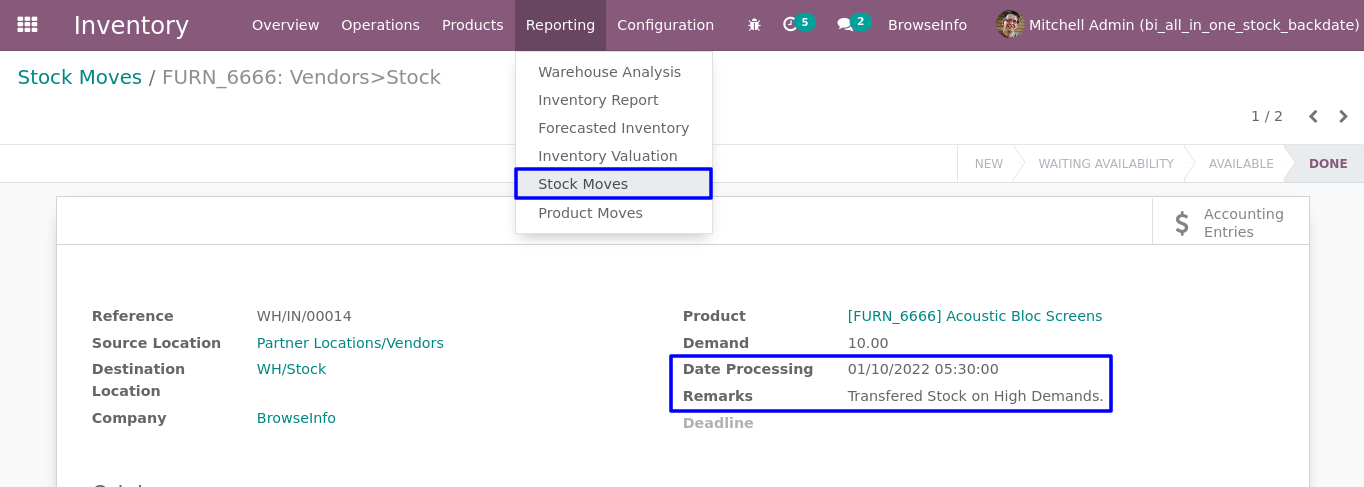 Inventory Overview Operations Products Reporting Configuration 5 2 BrowseInfo Mitchell Admin (bi_all_in_one_stock_backdate)
Stock Moves / FURN_6666: Vendors>Stock
Warehouse Analysis
Inventory Report
Forecasted Inventory
Inventory Valuation
Stock Moves
Product Moves
1 / 2
NEW WAITING AVAILABILITY AVAILABLE DONE
$ Accounting
Entries
Reference WH/IN/00014
Source Location Partner Locations/Vendors
Destination WH/Stock
Location
Company BrowseInfo
Product [FURN_6666] Acoustic Bloc Screens
Demand 10.00
Date Processing 01/10/2022 05:30:00
Remarks Transfered Stock on High Demands.
Deadline